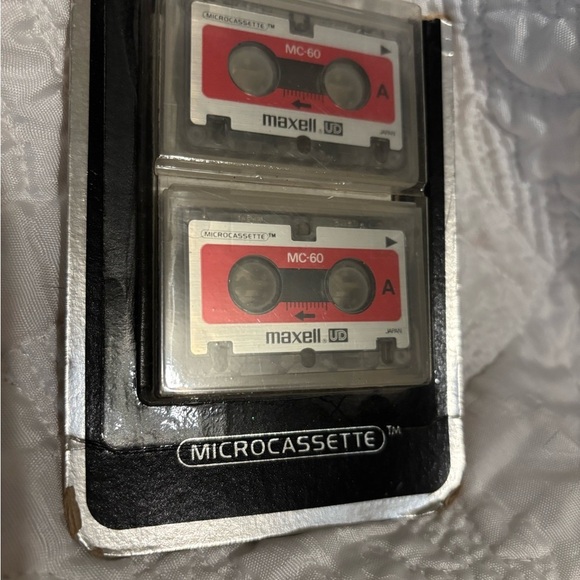 MICROCASSETTE™
MC-60
A
maxell UD
JAPAN
MICROCASSETTE™
MC-60
A
maxell UD
JAPAN
MICROCASSETTE™